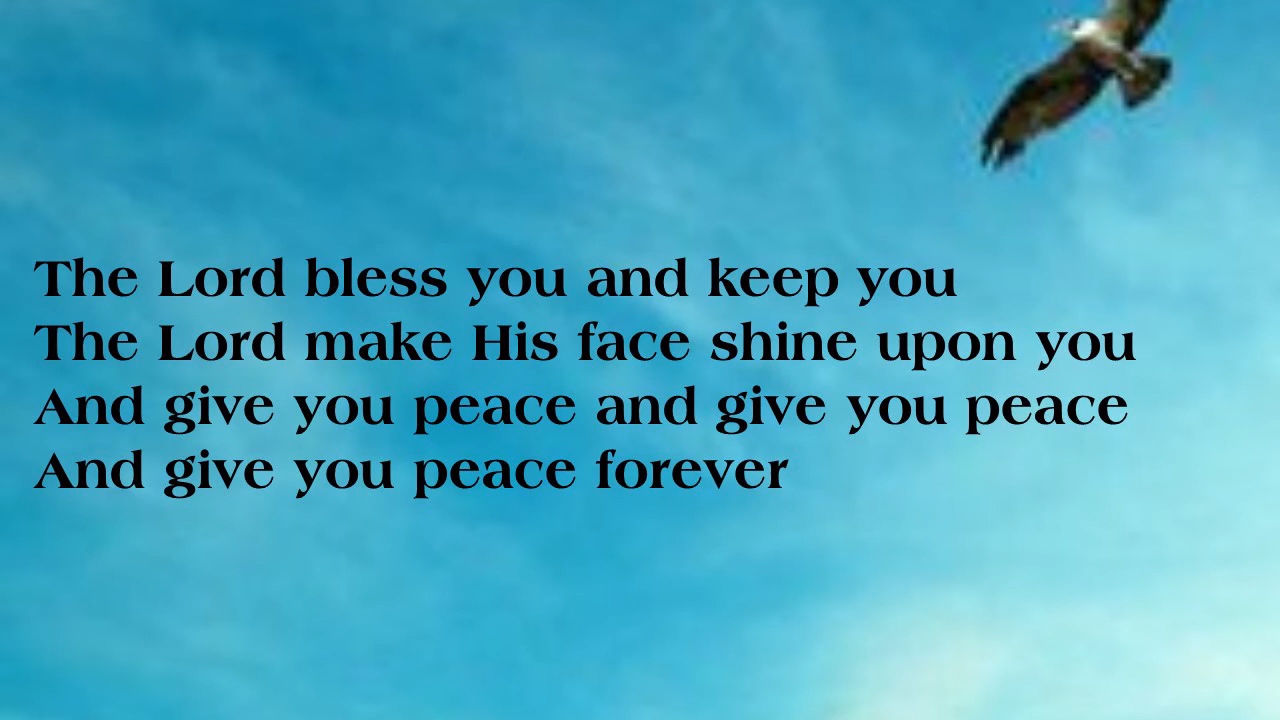 The Lord bless you and keep you
The Lord make His face shine upon you
And give you peace and give you peace
And give you peace forever